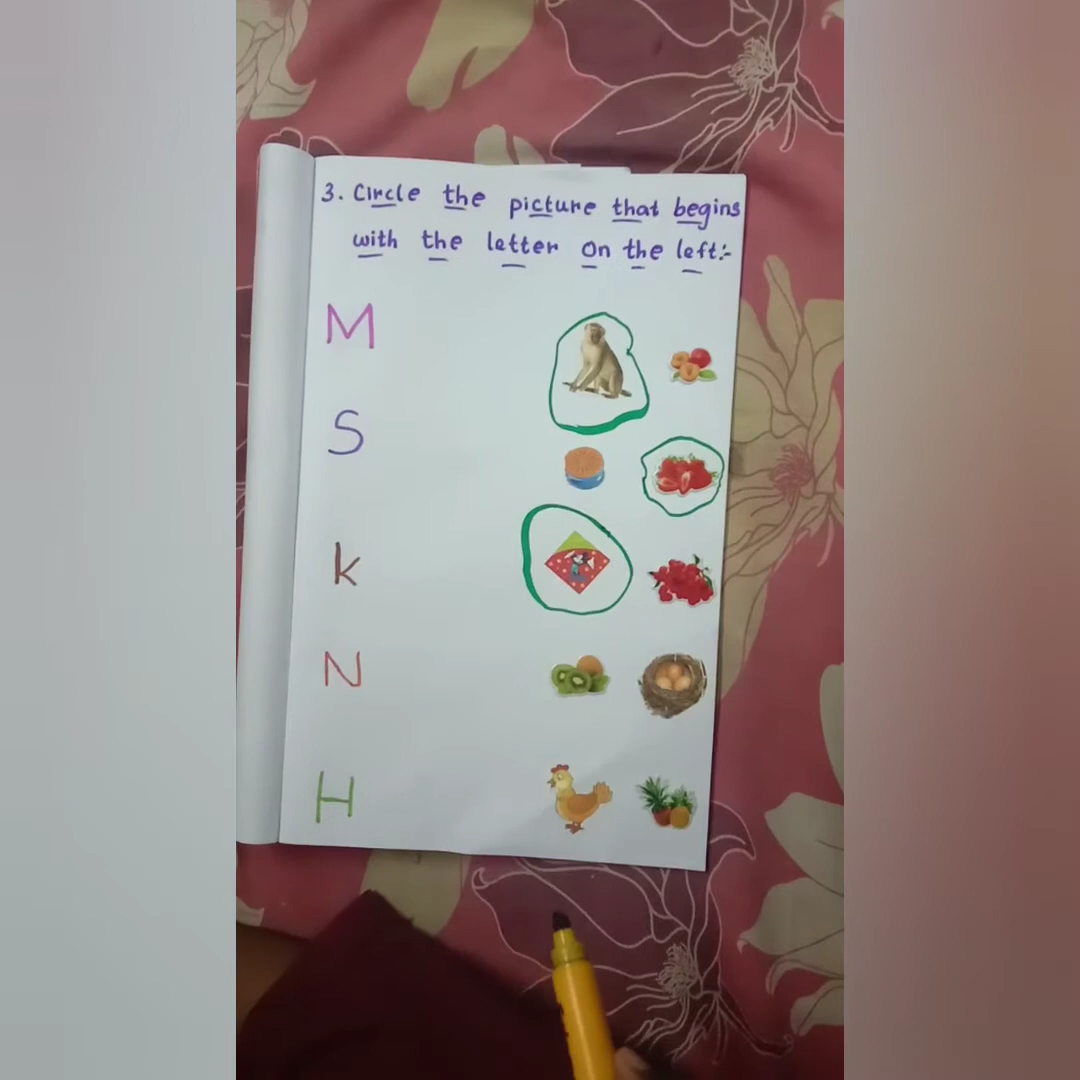 3. Circle the picture that begins
with the letter on the left:-
M
S
k
N
H